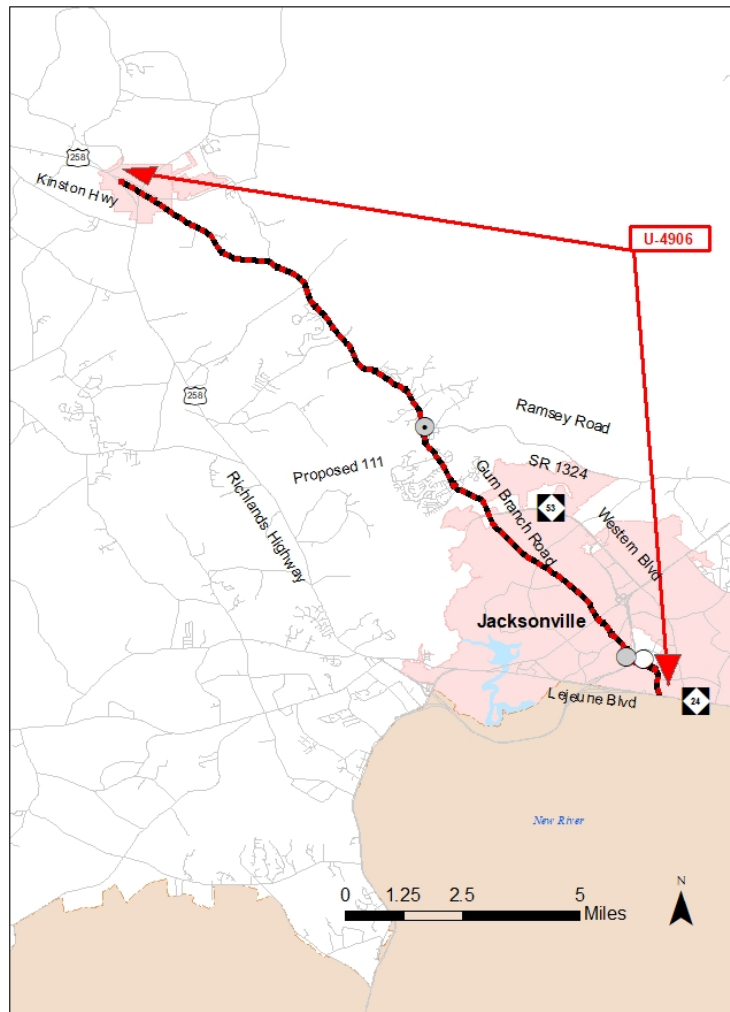 258
Kinston Hwy
U-4906
258
Ramsey Road
Proposed 111
SR 1324
Gum Branch Road
53
Richlands Highway
Western Blvd
Jacksonville
Lejeune Blvd
24
New River
N
0 1.25 2.5 5
Miles